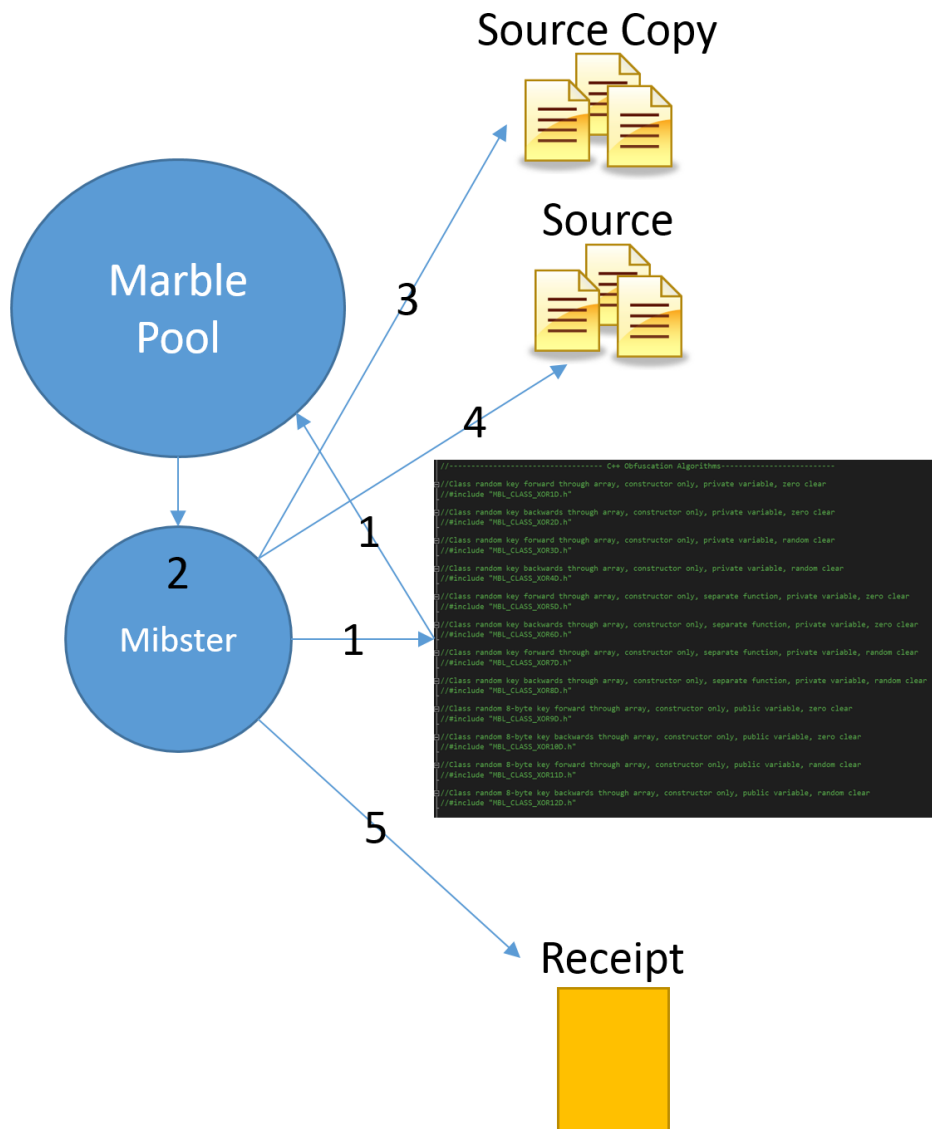 Source Copy
Source
Marble
Pool
3
4
1
2
Mibster
1
5
Receipt
//----------------------------------- C++ Obfuscation Algorithms--------------------------
//Class random key forward through array, constructor only, private variable, zero clear
//#include "MBL_CLASS_XOR1D.h"
//Class random key backwards through array, constructor only, private variable, zero clear
//#include "MBL_CLASS_XOR2D.h"
//Class random key forward through array, constructor only, private variable, random clear
//#include "MBL_CLASS_XOR3D.h"
//Class random key backwards through array, constructor only, private variable, random clear
//#include "MBL_CLASS_XOR4D.h"
//Class random key forward through array, constructor only, separate function, private variable, zero clear
//#include "MBL_CLASS_XOR5D.h"
//Class random key backwards through array, constructor only, separate function, private variable, zero clear
//#include "MBL_CLASS_XOR6D.h"
//Class random key forward through array, constructor only, separate function, private variable, random clear
//#include "MBL_CLASS_XOR7D.h"
//Class random key backwards through array, constructor only, separate function, private variable, random clear
//#include "MBL_CLASS_XOR8D.h"
//Class random 8-byte key forward through array, constructor only, public variable, zero clear
//#include "MBL_CLASS_XOR9D.h"
//Class random 8-byte key backwards through array, constructor only, public variable, zero clear
//#include "MBL_CLASS_XOR10D.h"
//Class random 8-byte key forward through array, constructor only, public variable, random clear
//#include "MBL_CLASS_XOR11D.h"
//Class random 8-byte key backwards through array, constructor only, public variable, random clear
//#include "MBL_CLASS_XOR12D.h"